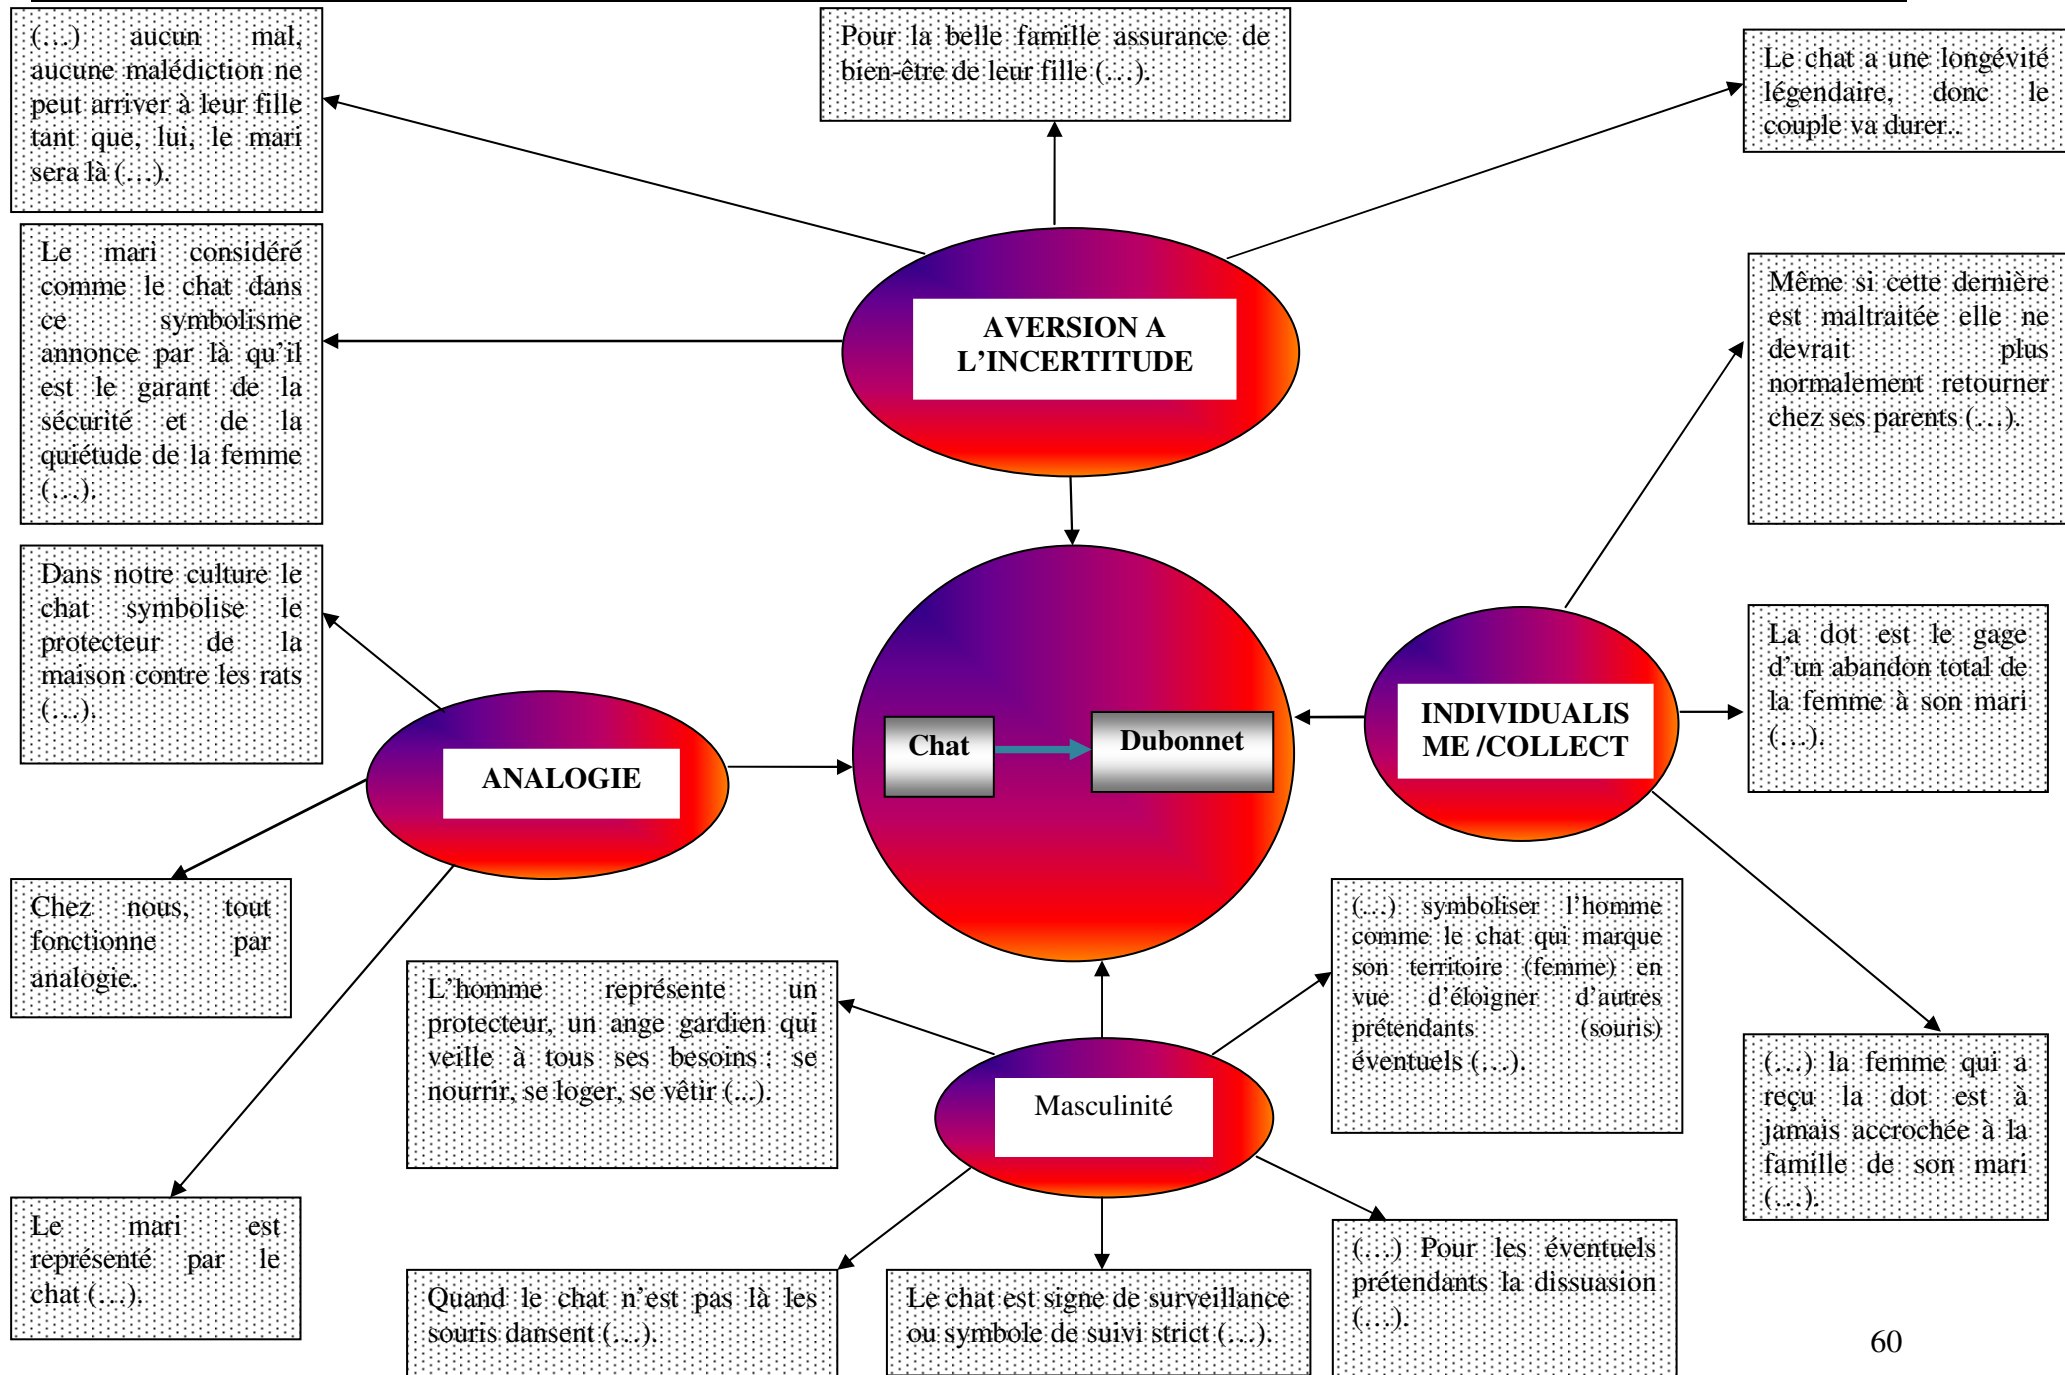 (…) aucun mal,
aucune malédiction ne
peut arriver à leur fille
tant que, lui, le mari
sera là (…).
Pour la belle famille assurance de
bien-être de leur fille (…).
Le chat a une longévité
légendaire, donc le
couple va durer..
Le mari considéré
comme le chat dans
ce symbolisme
annonce par là qu’il
est le garant de la
sécurité et de la
quiétude de la femme
(…).
AVERSION A
L’INCERTITUDE
Même si cette dernière
est maltraitée elle ne
devrait plus
normalement retourner
chez ses parents (…).
Dans notre culture le
chat symbolise le
protecteur de la
maison contre les rats
(…).
ANALOGIE
Chat
Dubonnet
INDIVIDUALIS
ME /COLLECT
La dot est le gage
d’un abandon total de
la femme à son mari
(…).
Chez nous, tout
fonctionne par
analogie.
L’homme représente un
protecteur, un ange gardien qui
veille à tous ses besoins : se
nourrir, se loger, se vêtir (...).
Masculinité
(…) symboliser l’homme
comme le chat qui marque
son territoire (femme) en
vue d’éloigner d’autres
prétendants (souris)
éventuels (…).
(…) la femme qui a
reçu la dot est à
jamais accrochée à la
famille de son mari
(…).
Le mari est
représenté par le
chat (…).
Quand le chat n’est pas là les
souris dansent (…).
Le chat est signe de surveillance
ou symbole de suivi strict (…).
(…) Pour les éventuels
prétendants la dissuasion
(…).
60